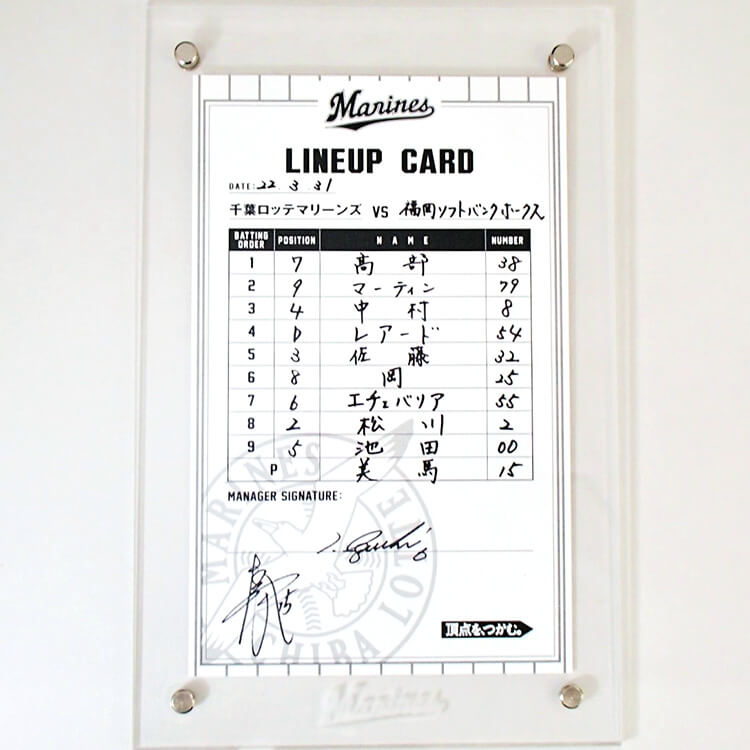 Marines
LINEUP CARD
DATE: 22 3 31
千葉ロッテマリーンズ VS 福岡ソフトバンクホークス
BATTING ORDER POSITION NAME NUMBER
1 7 髙部 38
2 9 マーティン 79
3 4 中村 8
4 D レアード 54
5 3 佐藤 32
6 8 岡 25
7 6 エチェバリア 55
8 2 松川 2
9 5 池田 00
P 美馬 15
MANAGER SIGNATURE:
MARINES
CHIBA LOTTE
15
頂点を、つかむ。
Marines